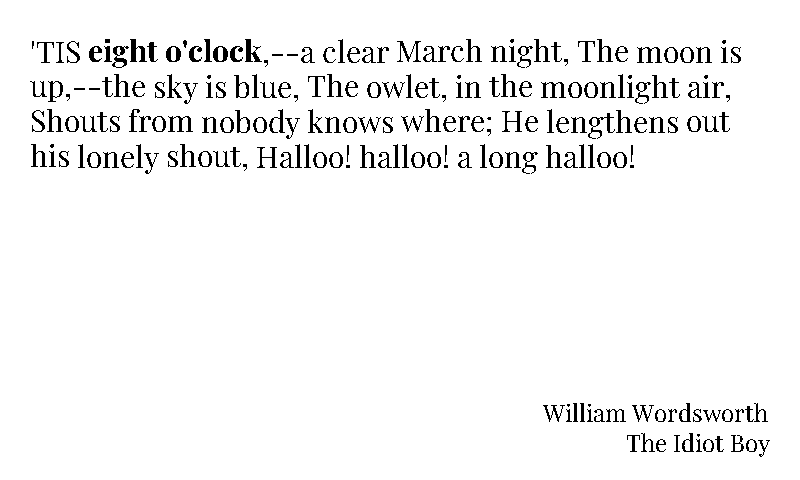 'TIS eight o'clock,--a clear March night, The moon is
up,--the sky is blue, The owlet, in the moonlight air,
Shouts from nobody knows where; He lengthens out
his lonely shout, Halloo! halloo! a long halloo!
William Wordsworth
The Idiot Boy